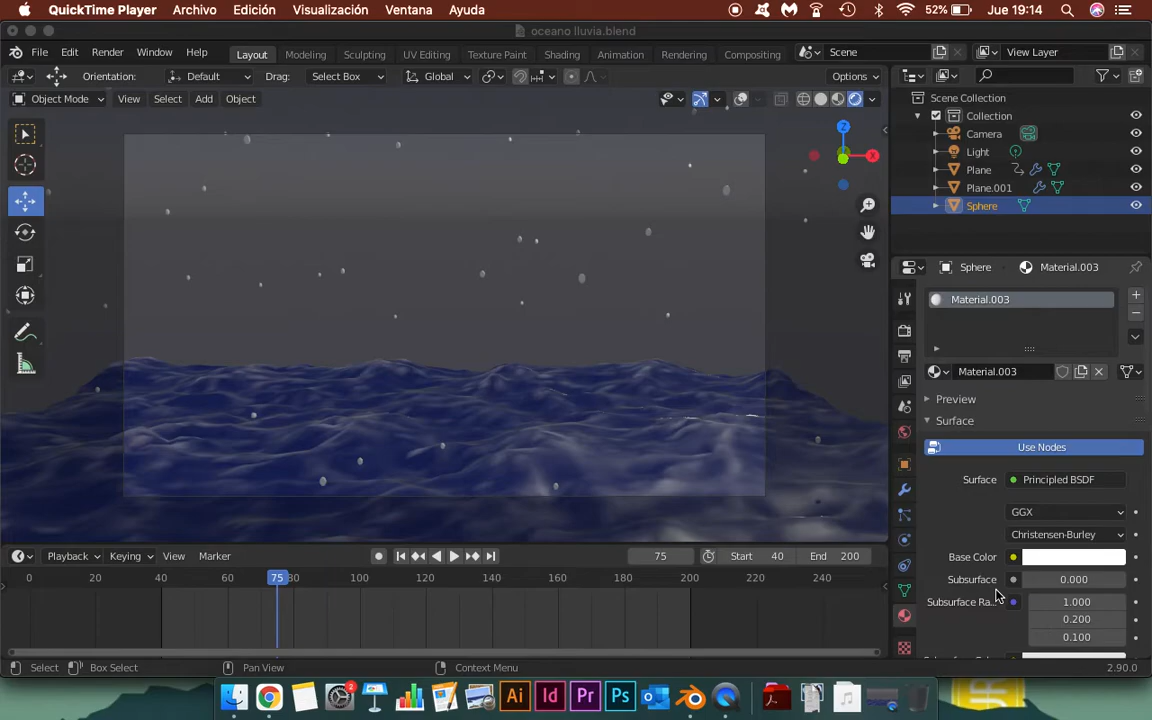 QuickTime Player Archivo Edición Visualización Ventana Ayuda 52% Jue 19:14
oceano lluvia.blend
File Edit Render Window Help Layout Modeling Sculpting UV Editing Texture Paint Shading Animation Rendering Compositing Scene View Layer
Orientation: Default Drag: Select Box Global Options
Object Mode View Select Add Object
Scene Collection
Collection
Camera
Light
Plane
Plane.001
Sphere
Z
X
Sphere Material.003
Material.003
Material.003
Preview
Surface
Use Nodes
Surface Principled BSDF
GGX
Christensen-Burley
Base Color
Subsurface 0.000
Subsurface Ra... 1.000
0.200
0.100
Playback Keying View Marker 75 Start 40 End 200
0 20 40 60 75 80 100 120 140 160 180 200 220 240
Select Box Select Pan View Context Menu 2.90.0
2
Ai Id Pr Ps